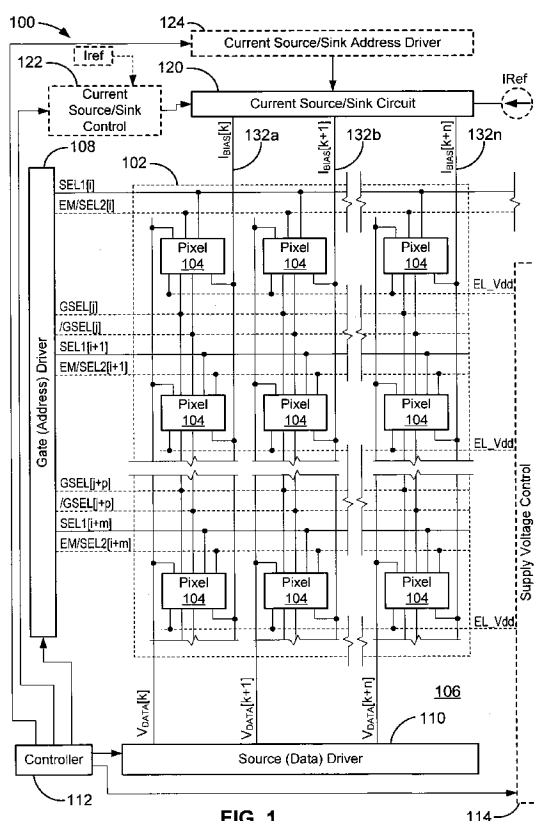 100
124
Current Source/Sink Address Driver
Iref
122
120
IRef
Current
Source/Sink
Control
Current Source/Sink Circuit
108
132a
132b
132n
IBIAS[k]
IBIAS[k+1]
IBIAS[k+n]
102
SEL1[i]
EM/SEL2[i]
Pixel
104
Pixel
104
Pixel
104
EL_Vdd
GSEL[j]
/GSEL[j]
SEL1[i+1]
EM/SEL2[i+1]
Gate (Address) Driver
Pixel
104
Pixel
104
Pixel
104
EL_Vdd
GSEL[j+p]
/GSEL[j+p]
SEL1[i+m]
EM/SEL2[i+m]
Supply Voltage Control
Pixel
104
Pixel
104
Pixel
104
EL_Vdd
VDATA[k]
VDATA[k+1]
VDATA[k+n]
106
110
Controller
Source (Data) Driver
112
114
FIG. 1